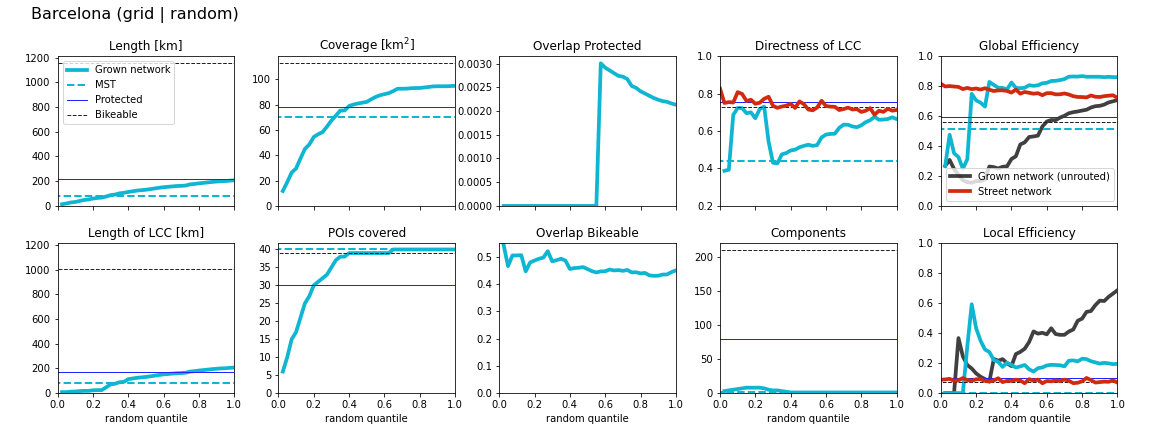 Barcelona (grid | random)
Length [km]
1200
1000
800
600
400
200
0
Grown network
MST
Protected
Bikeable
Coverage [km²]
100
80
60
40
20
0
Overlap Protected
0.0030
0.0025
0.0020
0.0015
0.0010
0.0005
0.0000
Directness of LCC
1.0
0.8
0.6
0.4
0.2
Global Efficiency
1.0
0.8
0.6
0.4
0.2
0.0
Grown network (unrouted)
Street network
Length of LCC [km]
1200
1000
800
600
400
200
0
0.0 0.2 0.4 0.6 0.8 1.0
random quantile
POIs covered
40
35
30
25
20
15
10
5
0
0.0 0.2 0.4 0.6 0.8 1.0
random quantile
Overlap Bikeable
0.5
0.4
0.3
0.2
0.1
0.0
0.0 0.2 0.4 0.6 0.8 1.0
random quantile
Components
200
150
100
50
0
0.0 0.2 0.4 0.6 0.8 1.0
random quantile
Local Efficiency
1.0
0.8
0.6
0.4
0.2
0.0
0.0 0.2 0.4 0.6 0.8 1.0
random quantile